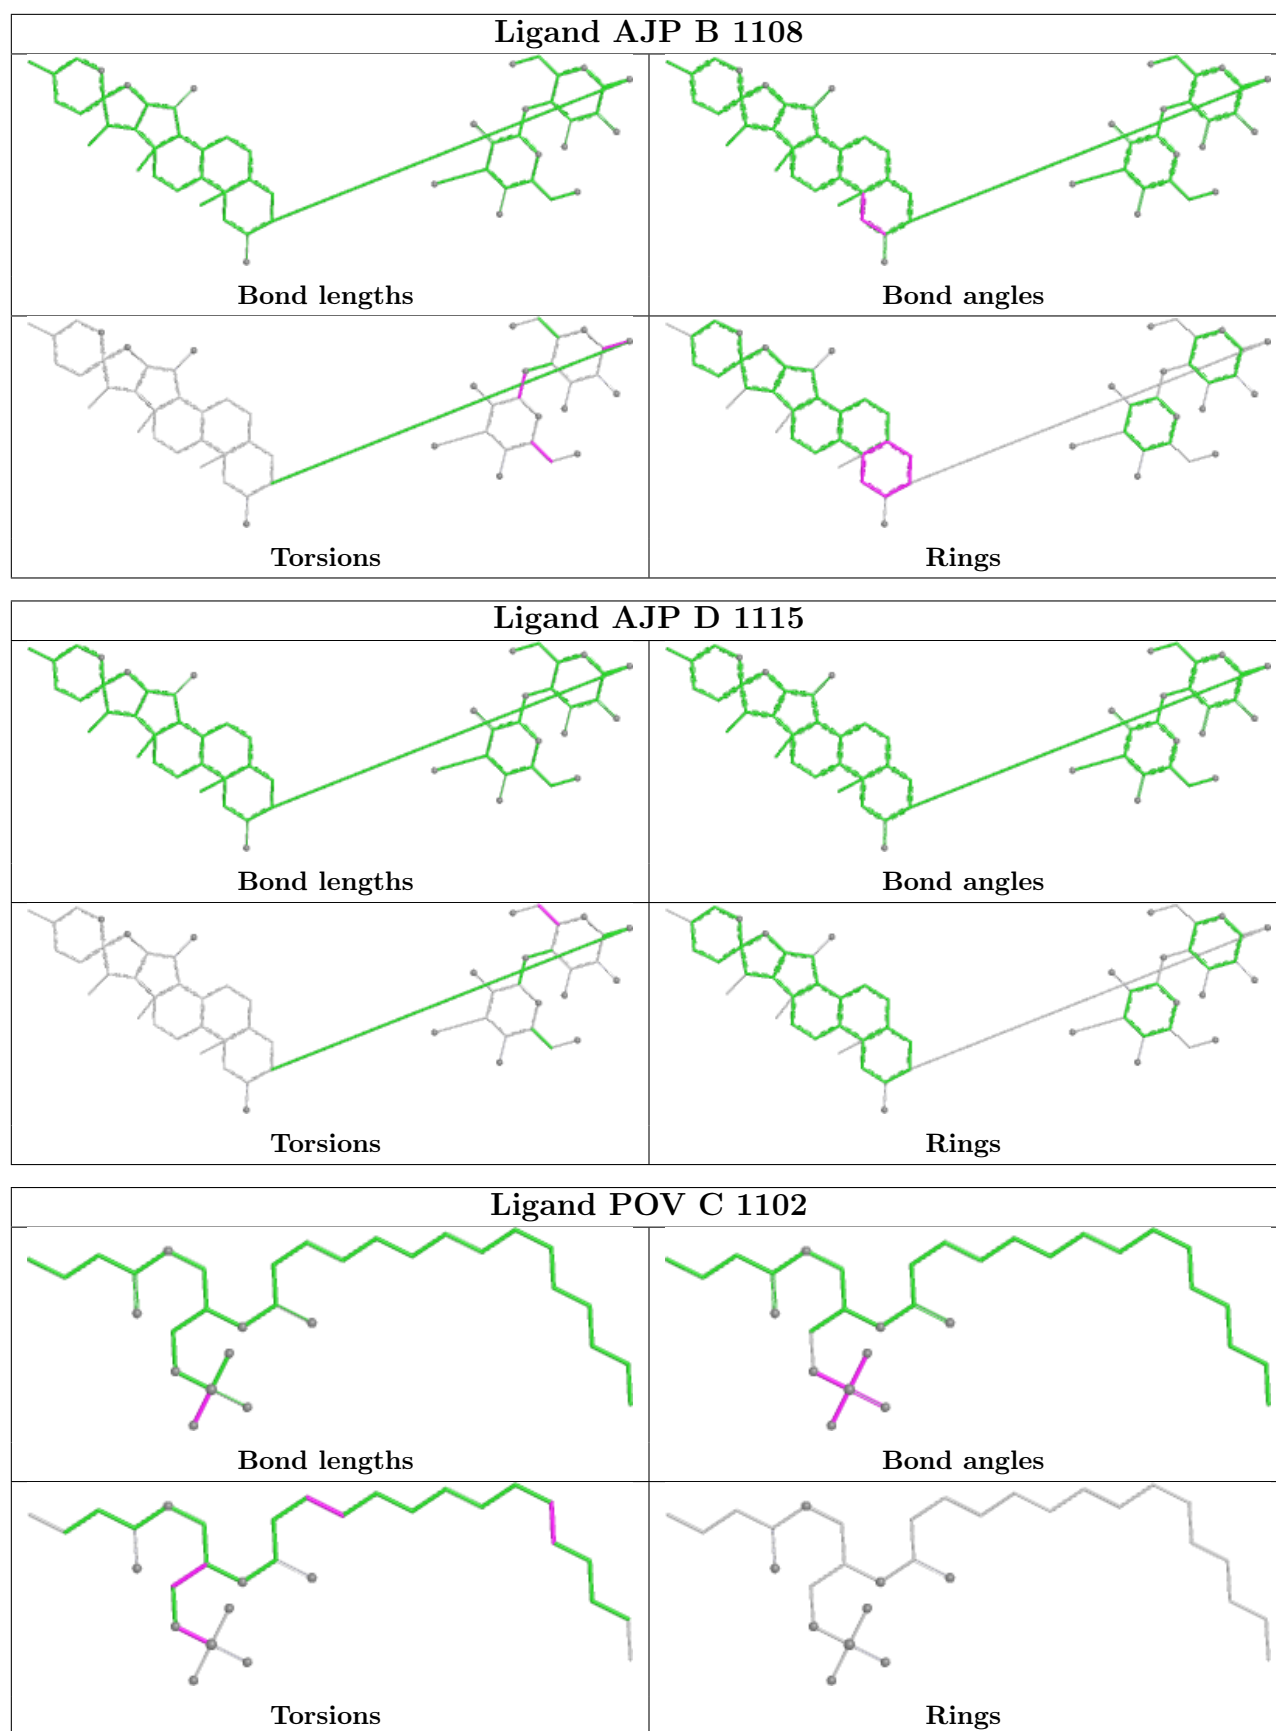 Ligand AJP B 1108
Bond lengths
Bond angles
Torsions
Rings
Ligand AJP D 1115
Bond lengths
Bond angles
Torsions
Rings
Ligand POV C 1102
Bond lengths
Bond angles
Torsions
Rings